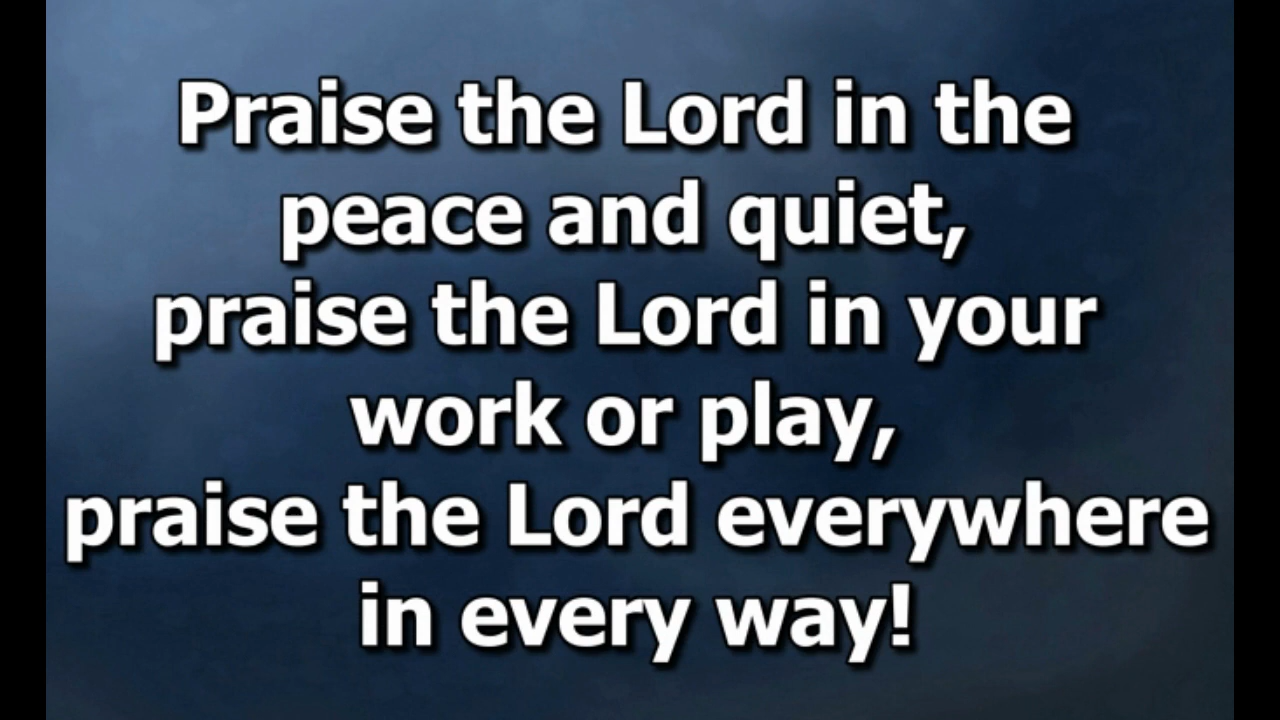 Praise the Lord in the
peace and quiet,
praise the Lord in your
work or play,
praise the Lord everywhere
in every way!